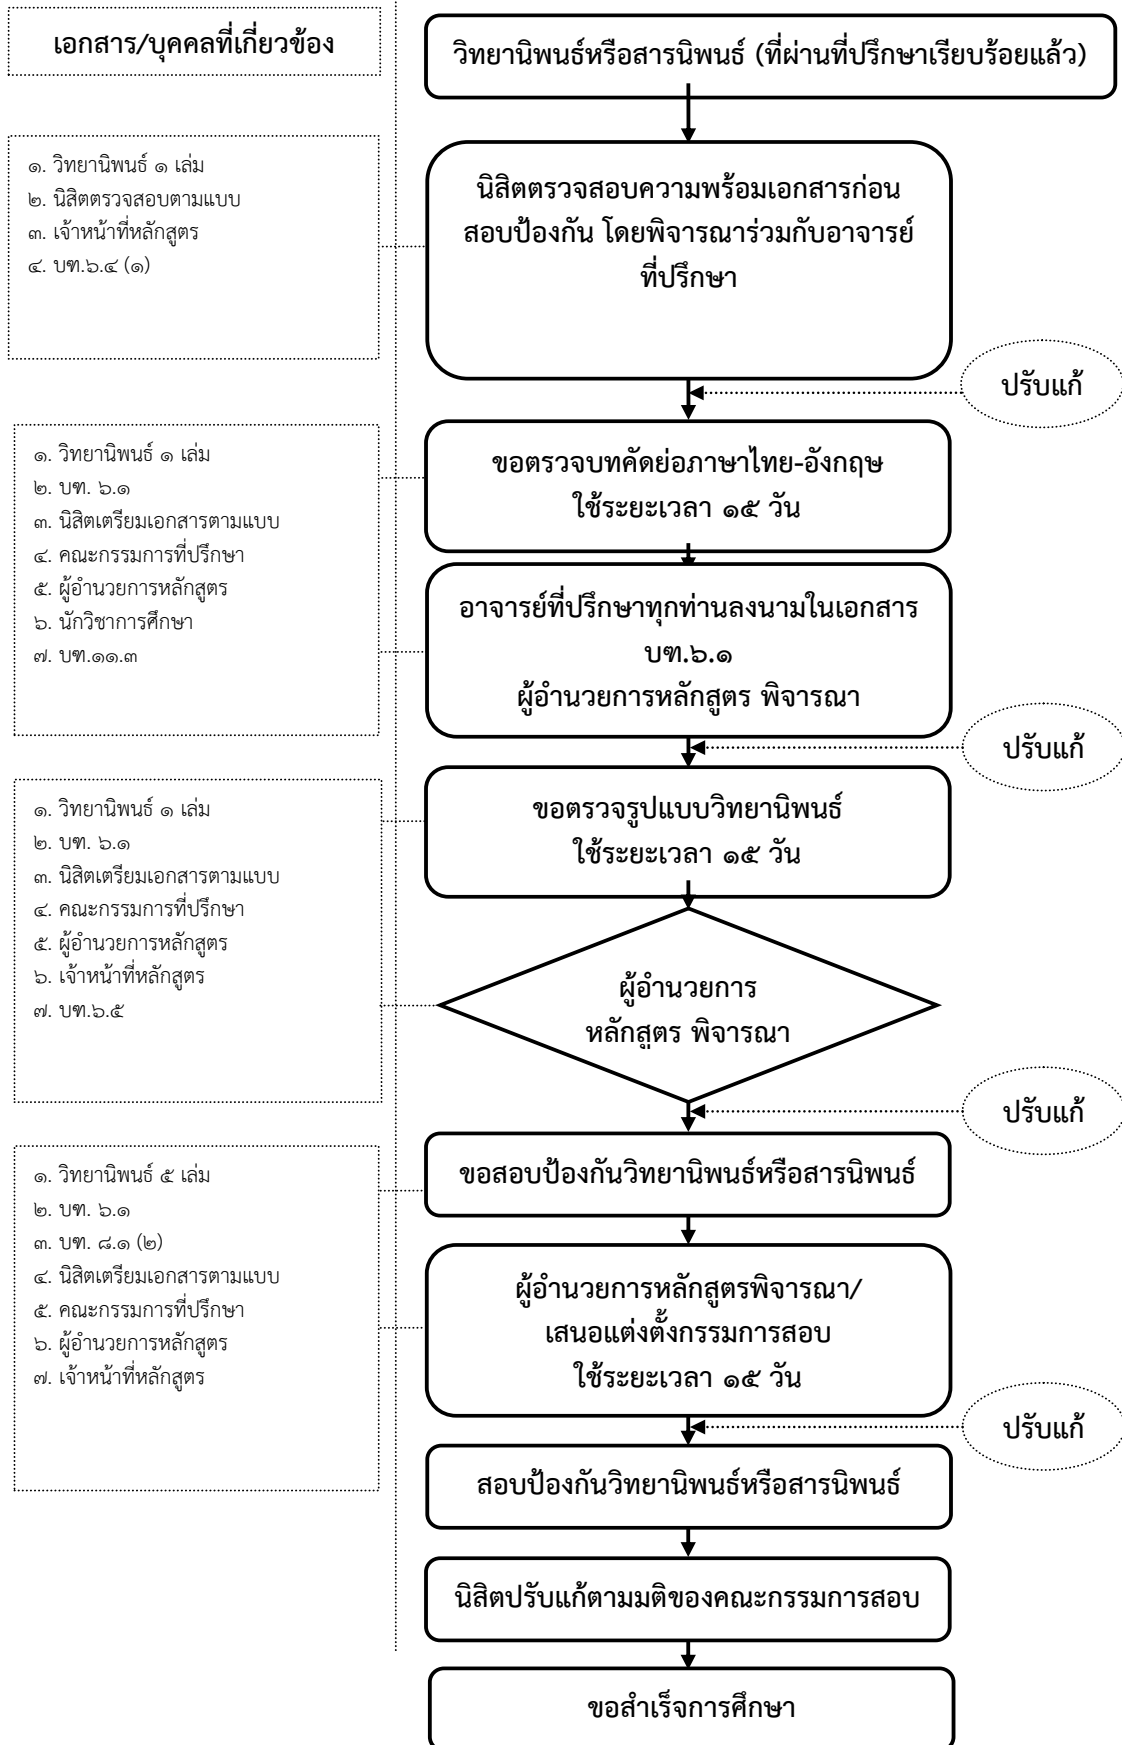 เอกสาร/บุคคลที่เกี่ยวข้อง
วิทยานิพนธ์หรือสารนิพนธ์ (ที่ผ่านที่ปรึกษาเรียบร้อยแล้ว)
๑. วิทยานิพนธ์ ๑ เล่ม
๒. นิสิตตรวจสอบตามแบบ
๓. เจ้าหน้าที่หลักสูตร
๔. บฑ.๖.๔ (๑)
นิสิตตรวจสอบความพร้อมเอกสารก่อน
สอบป้องกัน โดยพิจารณาร่วมกับอาจารย์
ที่ปรึกษา
ปรับแก้
๑. วิทยานิพนธ์ ๑ เล่ม
๒. บฑ. ๖.๑
๓. นิสิตเตรียมเอกสารตามแบบ
๔. คณะกรรมการที่ปรึกษา
๕. ผู้อำนวยการหลักสูตร
๖. นักวิชาการศึกษา
๗. บฑ.๑๑.๓
ขอตรวจบทคัดย่อภาษาไทย-อังกฤษ
ใช้ระยะเวลา ๑๕ วัน
อาจารย์ที่ปรึกษาทุกท่านลงนามในเอกสาร
บฑ.๖.๑
ผู้อำนวยการหลักสูตร พิจารณา
ปรับแก้
๑. วิทยานิพนธ์ ๑ เล่ม
๒. บฑ. ๖.๑
๓. นิสิตเตรียมเอกสารตามแบบ
๔. คณะกรรมการที่ปรึกษา
๕. ผู้อำนวยการหลักสูตร
๖. เจ้าหน้าที่หลักสูตร
๗. บฑ.๖.๕
ขอตรวจรูปแบบวิทยานิพนธ์
ใช้ระยะเวลา ๑๕ วัน
ผู้อำนวยการ
หลักสูตร พิจารณา
ปรับแก้
๑. วิทยานิพนธ์ ๕ เล่ม
๒. บฑ. ๖.๑
๓. บฑ. ๘.๑ (๒)
๔. นิสิตเตรียมเอกสารตามแบบ
๕. คณะกรรมการที่ปรึกษา
๖. ผู้อำนวยการหลักสูตร
๗. เจ้าหน้าที่หลักสูตร
ขอสอบป้องกันวิทยานิพนธ์หรือสารนิพนธ์
ผู้อำนวยการหลักสูตรพิจารณา/
เสนอแต่งตั้งกรรมการสอบ
ใช้ระยะเวลา ๑๕ วัน
ปรับแก้
สอบป้องกันวิทยานิพนธ์หรือสารนิพนธ์
นิสิตปรับแก้ตามมติของคณะกรรมการสอบ
ขอสำเร็จการศึกษา